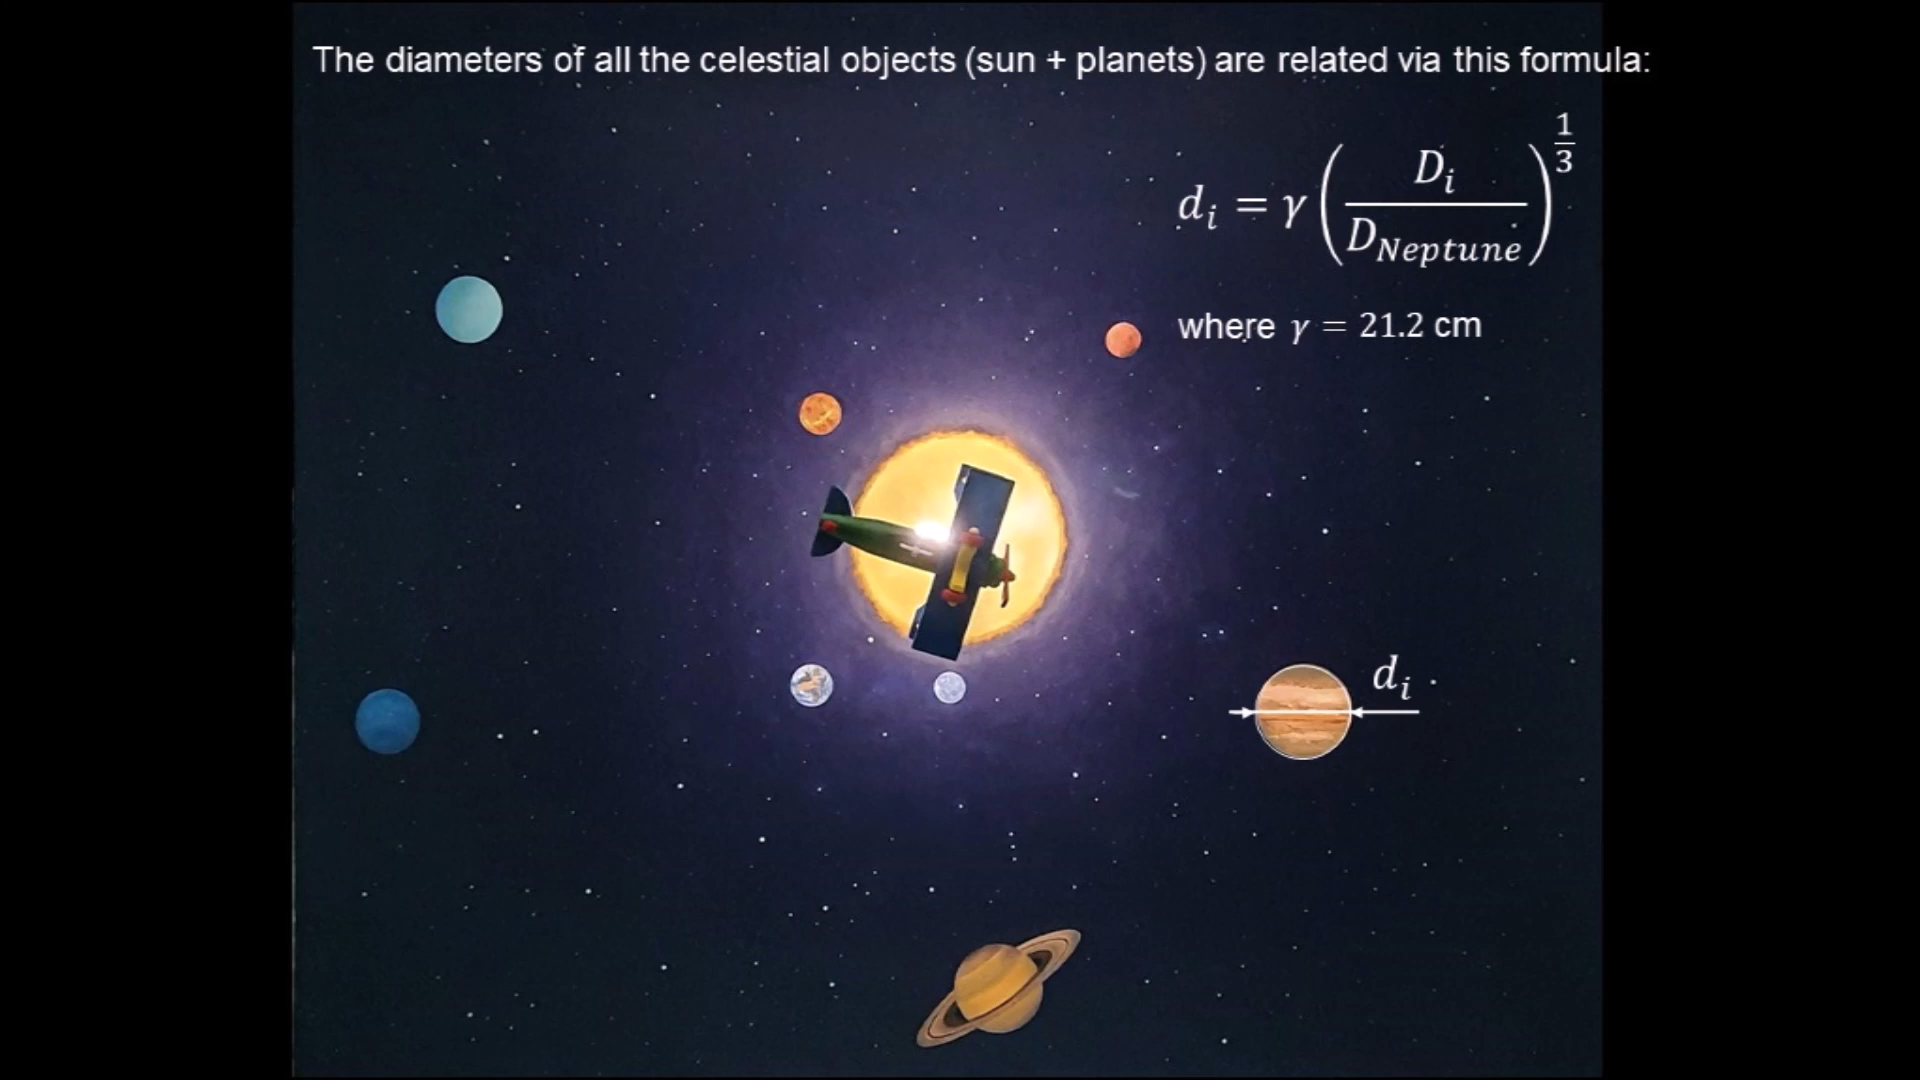 The diameters of all the celestial objects (sun + planets) are related via this formula:
d_i = γ (D_i / D_Neptune)^(1/3)
where γ = 21.2 cm
d_i